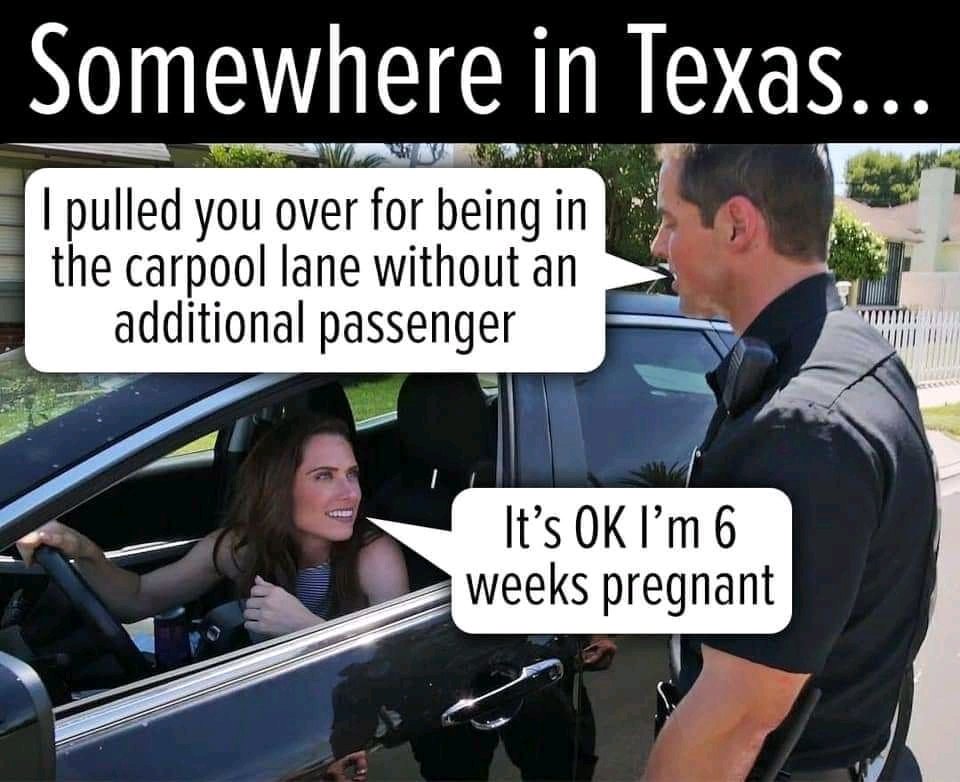 Somewhere in Texas...
I pulled you over for being in
the carpool lane without an
additional passenger
It's OK I'm 6
weeks pregnant